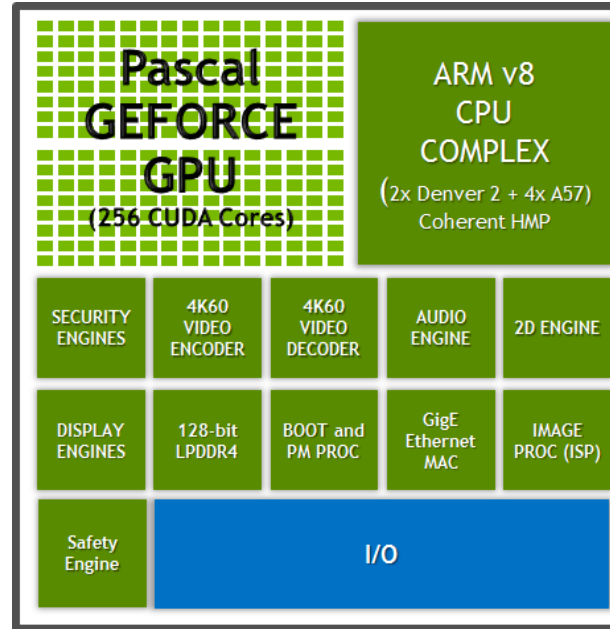 Pascal
GEFORCE
GPU
(256 CUDA Cores)
ARM v8
CPU
COMPLEX
(2x Denver 2 + 4x A57)
Coherent HMP
SECURITY
ENGINES
4K60
VIDEO
ENCODER
4K60
VIDEO
DECODER
AUDIO
ENGINE
2D ENGINE
DISPLAY
ENGINES
128-bit
LPDDR4
BOOT and
PM PROC
GigE
Ethernet
MAC
IMAGE
PROC (ISP)
Safety
Engine
I/O